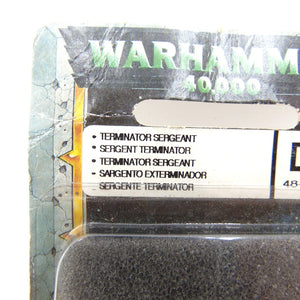 WARHAMM
40,000
• TERMINATOR SERGEANT
• SERGENT TERMINATOR
• TERMINATOR SERGEANT
• SARGENTO EXTERMINADOR
SERGENTE TERMINATOR
48-